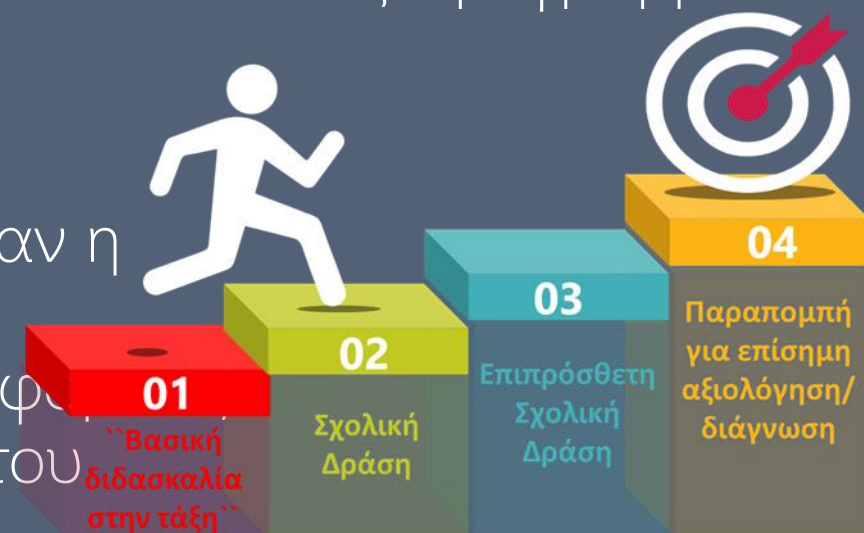 αν η
του
01
``Βασική
διδασκαλία
στην τάξη``
02
Σχολική
Δράση
03
Επιπρόσθετη
Σχολική
Δράση
04
Παραπομπή
για επίσημη
αξιολόγηση/
διάγνωση